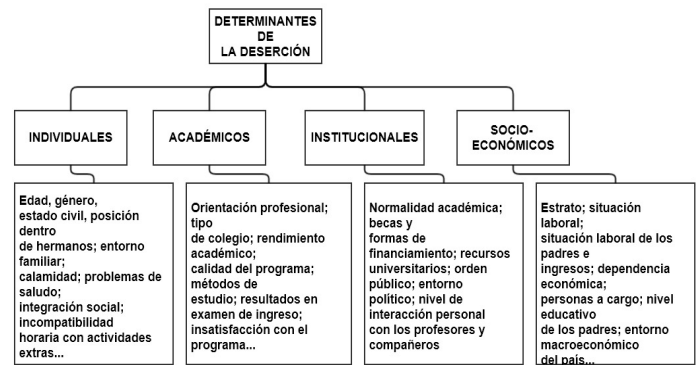 DETERMINANTES
DE
LA DESERCIÓN
INDIVIDUALES
ACADÉMICOS
INSTITUCIONALES
SOCIO-
ECONÓMICOS
Edad, género,
estado civil, posición
dentro
de hermanos; entorno
familiar;
calamidad; problemas de
saludo;
integración social;
incompatibilidad
horaria con actividades
extras...
Orientación profesional;
tipo
de colegio; rendimiento
académico;
calidad del programa;
métodos de
estudio; resultados en
examen de ingreso;
insatisfacción con el
programa...
Normalidad académica;
becas y
formas de
financiamiento; recursos
universitarios; orden
público; entorno
político; nivel de
interacción personal
con los profesores y
compañeros
Estrato; situación
laboral;
situación laboral de los
padres e
ingresos; dependencia
económica;
personas a cargo; nivel
educativo
de los padres; entorno
macroeconómico
del país...